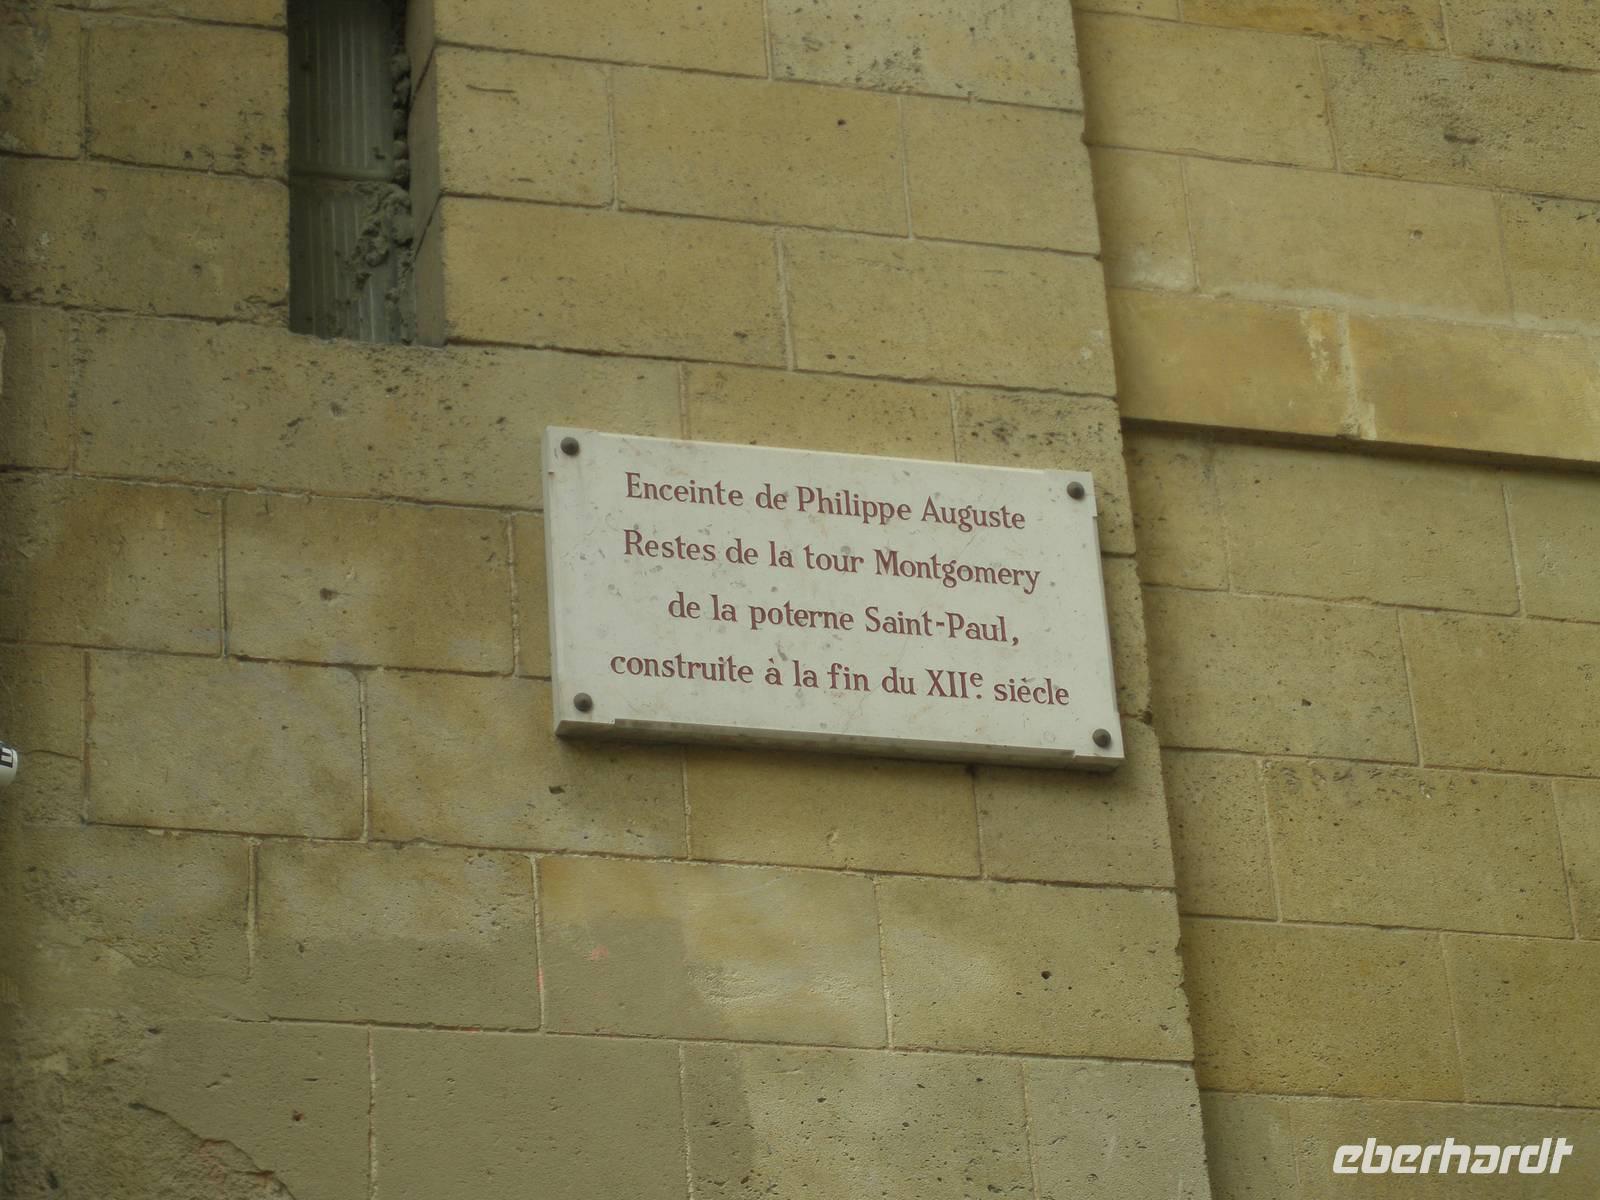 Enceinte de Philippe Auguste
Restes de la tour Montgomery
de la poterne Saint-Paul,
construite à la fin du XIIe. siècle
eberhardt